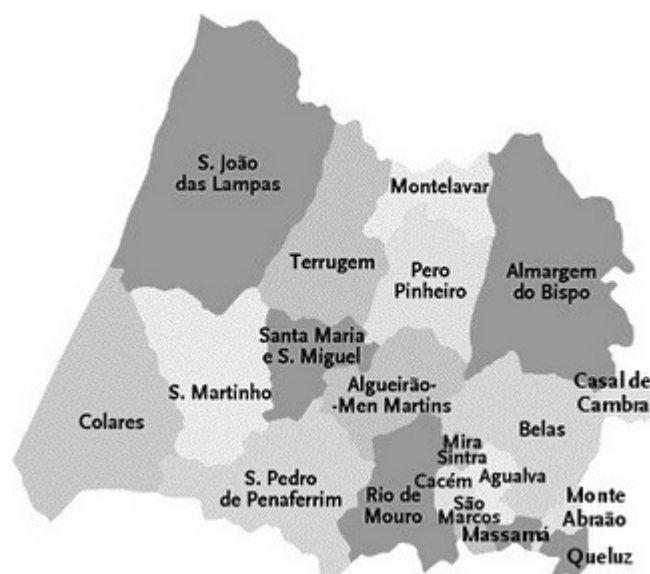 S. João
das Lampas
Montelavar
Terrugem
Pero
Pinheiro
Almargem
do Bispo
Santa Maria
e S. Miguel
S. Martinho
Algueirão-
-Men Martins
Casal de
Cambra
Colares
Belas
Mira
Sintra
S. Pedro
de Penaferrim
Rio de
Mouro
Cacém
Agualva
São
Marcos
Monte
Abraão
Massamá
Queluz